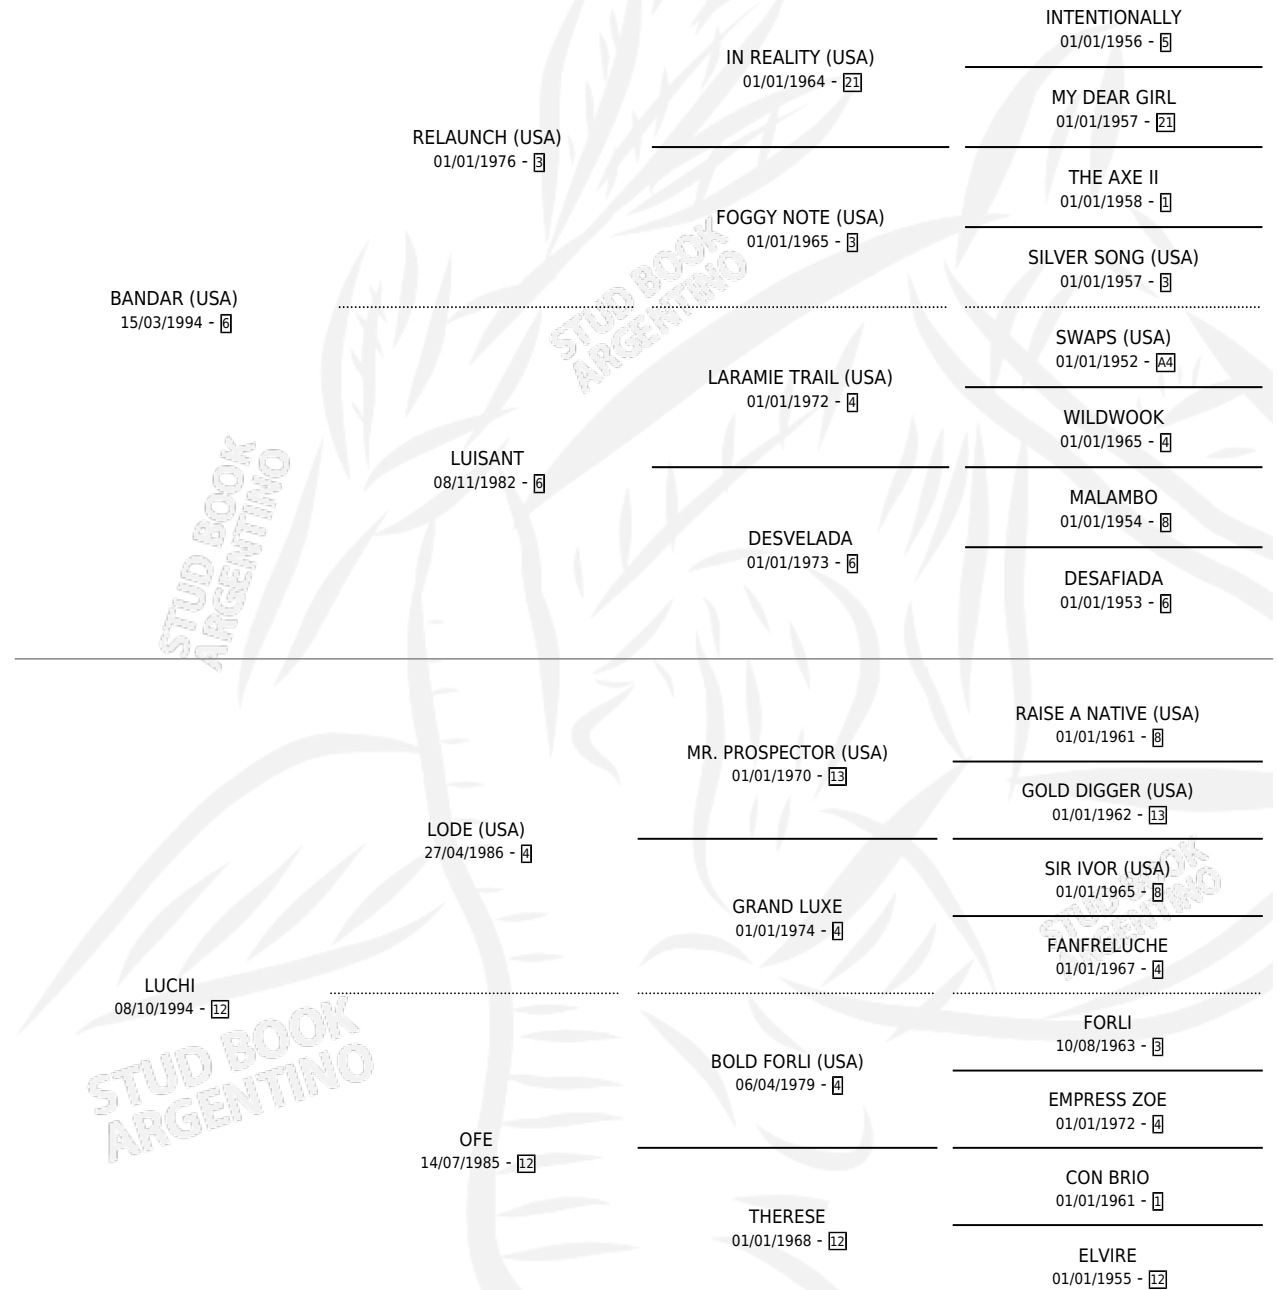 INTENTIONALLY
01/01/1956 - 5
IN REALITY (USA)
01/01/1964 - 21
MY DEAR GIRL
01/01/1957 - 21
RELAUNCH (USA)
01/01/1976 - 3
THE AXE II
01/01/1958 - 1
FOGGY NOTE (USA)
01/01/1965 - 3
SILVER SONG (USA)
01/01/1957 - 3
BANDAR (USA)
15/03/1994 - 6
SWAPS (USA)
01/01/1952 - A4
LARAMIE TRAIL (USA)
01/01/1972 - 4
WILDWOOK
01/01/1965 - 4
LUISANT
08/11/1982 - 6
MALAMBO
01/01/1954 - 8
DESVELADA
01/01/1973 - 6
DESAFIADA
01/01/1953 - 6
RAISE A NATIVE (USA)
01/01/1961 - 8
MR. PROSPECTOR (USA)
01/01/1970 - 13
GOLD DIGGER (USA)
01/01/1962 - 13
LODE (USA)
27/04/1986 - 4
SIR IVOR (USA)
01/01/1965 - 8
GRAND LUXE
01/01/1974 - 4
FANFRELUCHE
01/01/1967 - 4
LUCHI
08/10/1994 - 12
FORLI
10/08/1963 - 3
BOLD FORLI (USA)
06/04/1979 - 4
EMPRESS ZOE
01/01/1972 - 4
OFE
14/07/1985 - 12
CON BRIO
01/01/1961 - 1
THERESE
01/01/1968 - 12
ELVIRE
01/01/1955 - 12
STUD BOOK
ARGENTINO
STUD BOOK
ARGENTINO
STUD BOOK
ARGENTINO
STUD BOOK
ARGENTINO